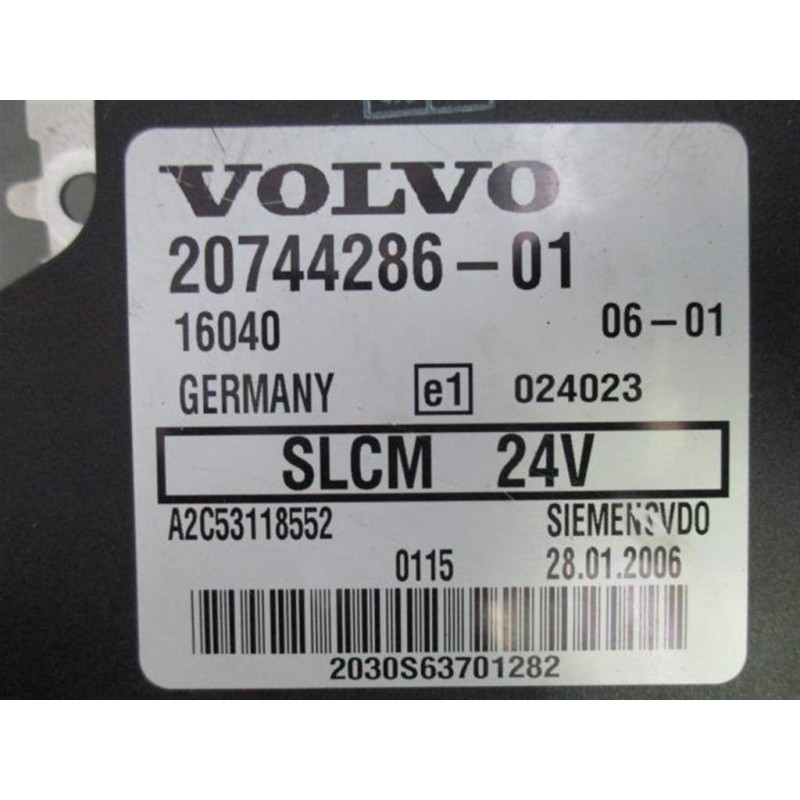 VOLVO
20744286-01
16040 06-01
GERMANY e1 024023
SLCM 24V
A2C53118552 SIEMENSVDO
0115 28.01.2006
2030S63701282